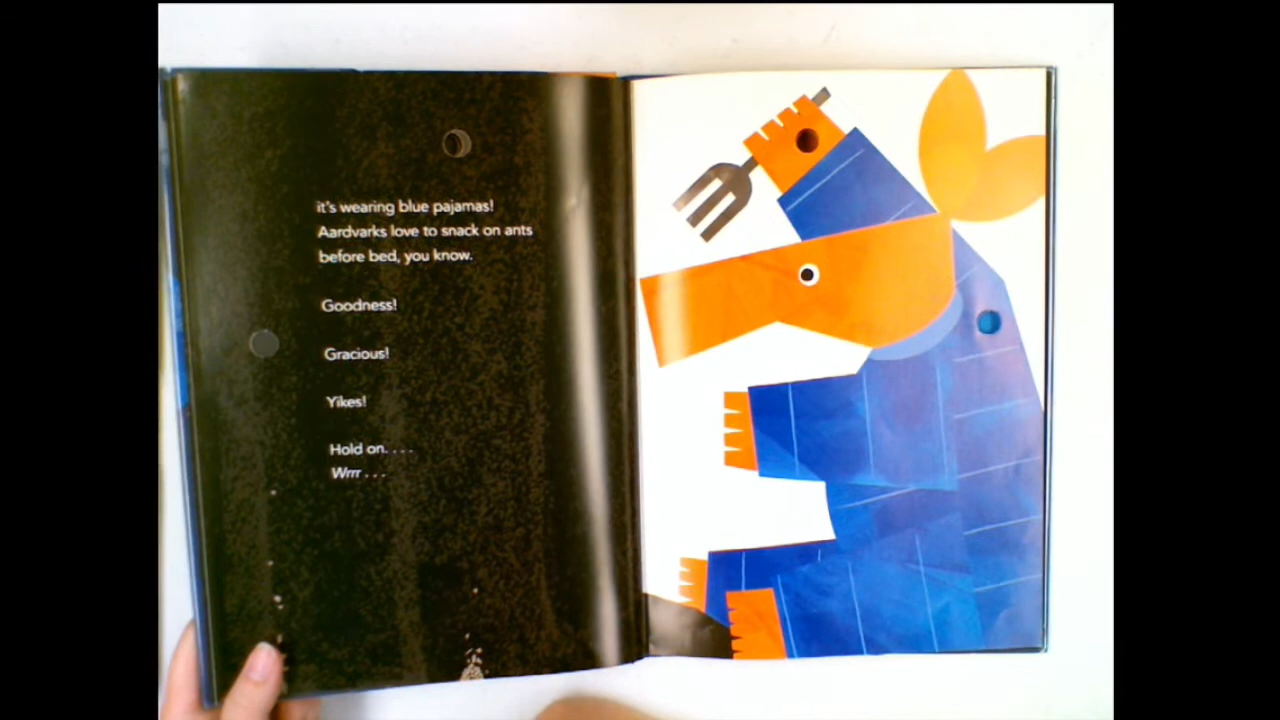 it's wearing blue pajamas!
Aardvarks love to snack on ants
before bed, you know.
Goodness!
Gracious!
Yikes!
Hold on. . . .
Wrrr . . .